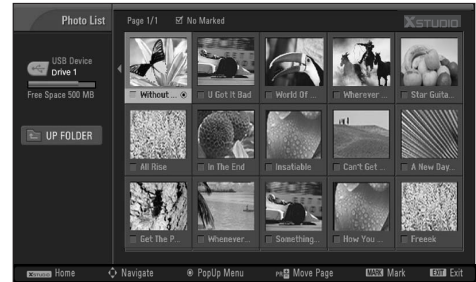 Photo List
Page 1/1 No Marked
XSTUDIO
USB Device
Drive 1
Free Space 500 MB
UP FOLDER
Without ...
U Got It Bad
World Of ...
Wherever ...
Star Guita...
All Rise
In The End
Insatiable
Can't Get ...
A New Day...
Get The P...
Whenever...
Something...
How You ...
Freeek
XSTUDIO Home
Navigate
PopUp Menu
PAGE Move Page
MARK Mark
EXIT Exit